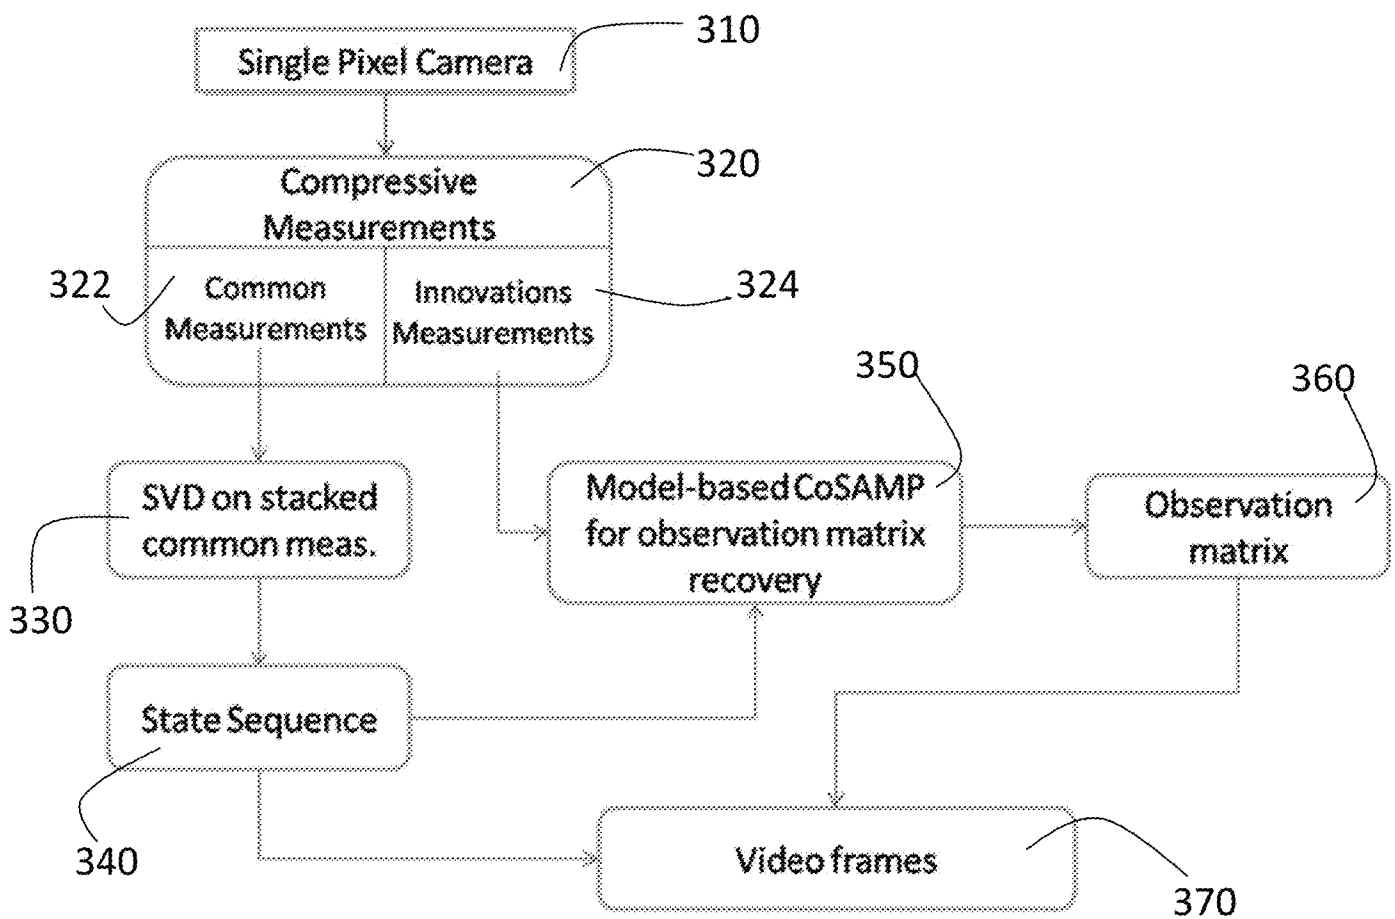 310
Single Pixel Camera
320
Compressive
Measurements
322
Common
Measurements
Innovations
Measurements
324
350
360
SVD on stacked
common meas.
330
Model-based CoSAMP
for observation matrix
recovery
Observation
matrix
State Sequence
340
Video frames
370